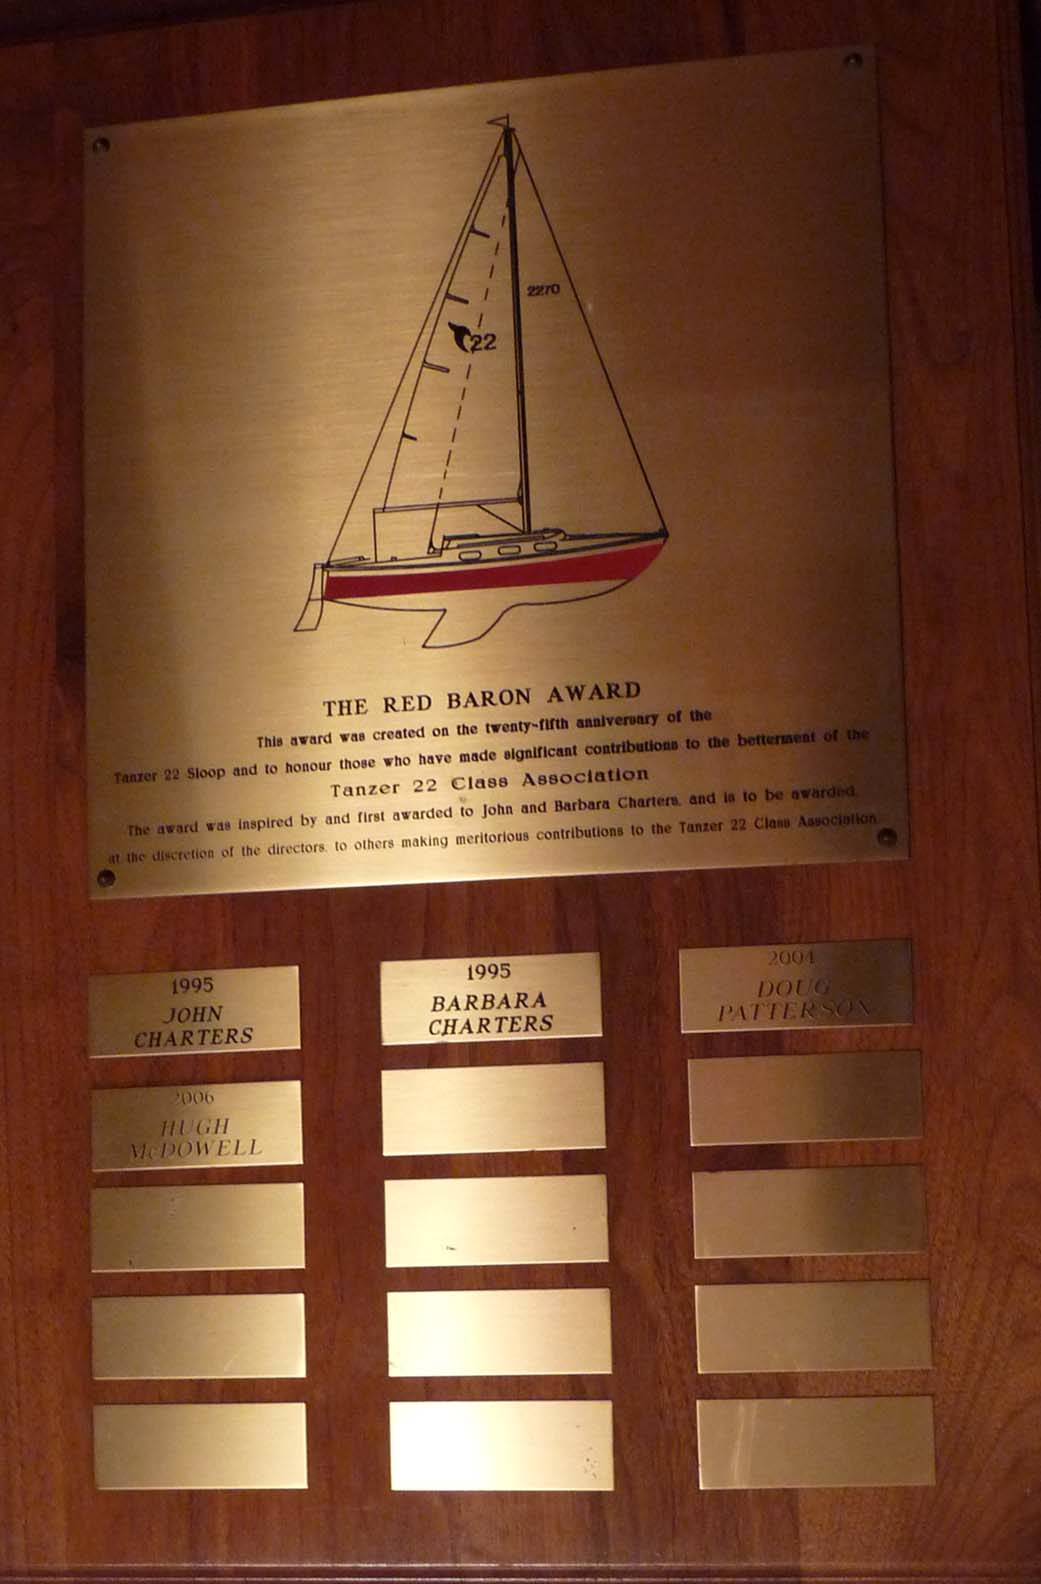 2270
22
THE RED BARON AWARD
This award was created on the twenty-fifth anniversary of the
Tanzer 22 Sloop and to honour those who have made significant contributions to the betterment of the
Tanzer 22 Class Association
The award was inspired by and first awarded to John and Barbara Charters, and is to be awarded,
at the discretion of the directors, to others making meritorious contributions to the Tanzer 22 Class Association
1995
JOHN
CHARTERS
1995
BARBARA
CHARTERS
2004
DOUG
PATTERSON
2006
HUGH
McDOWELL